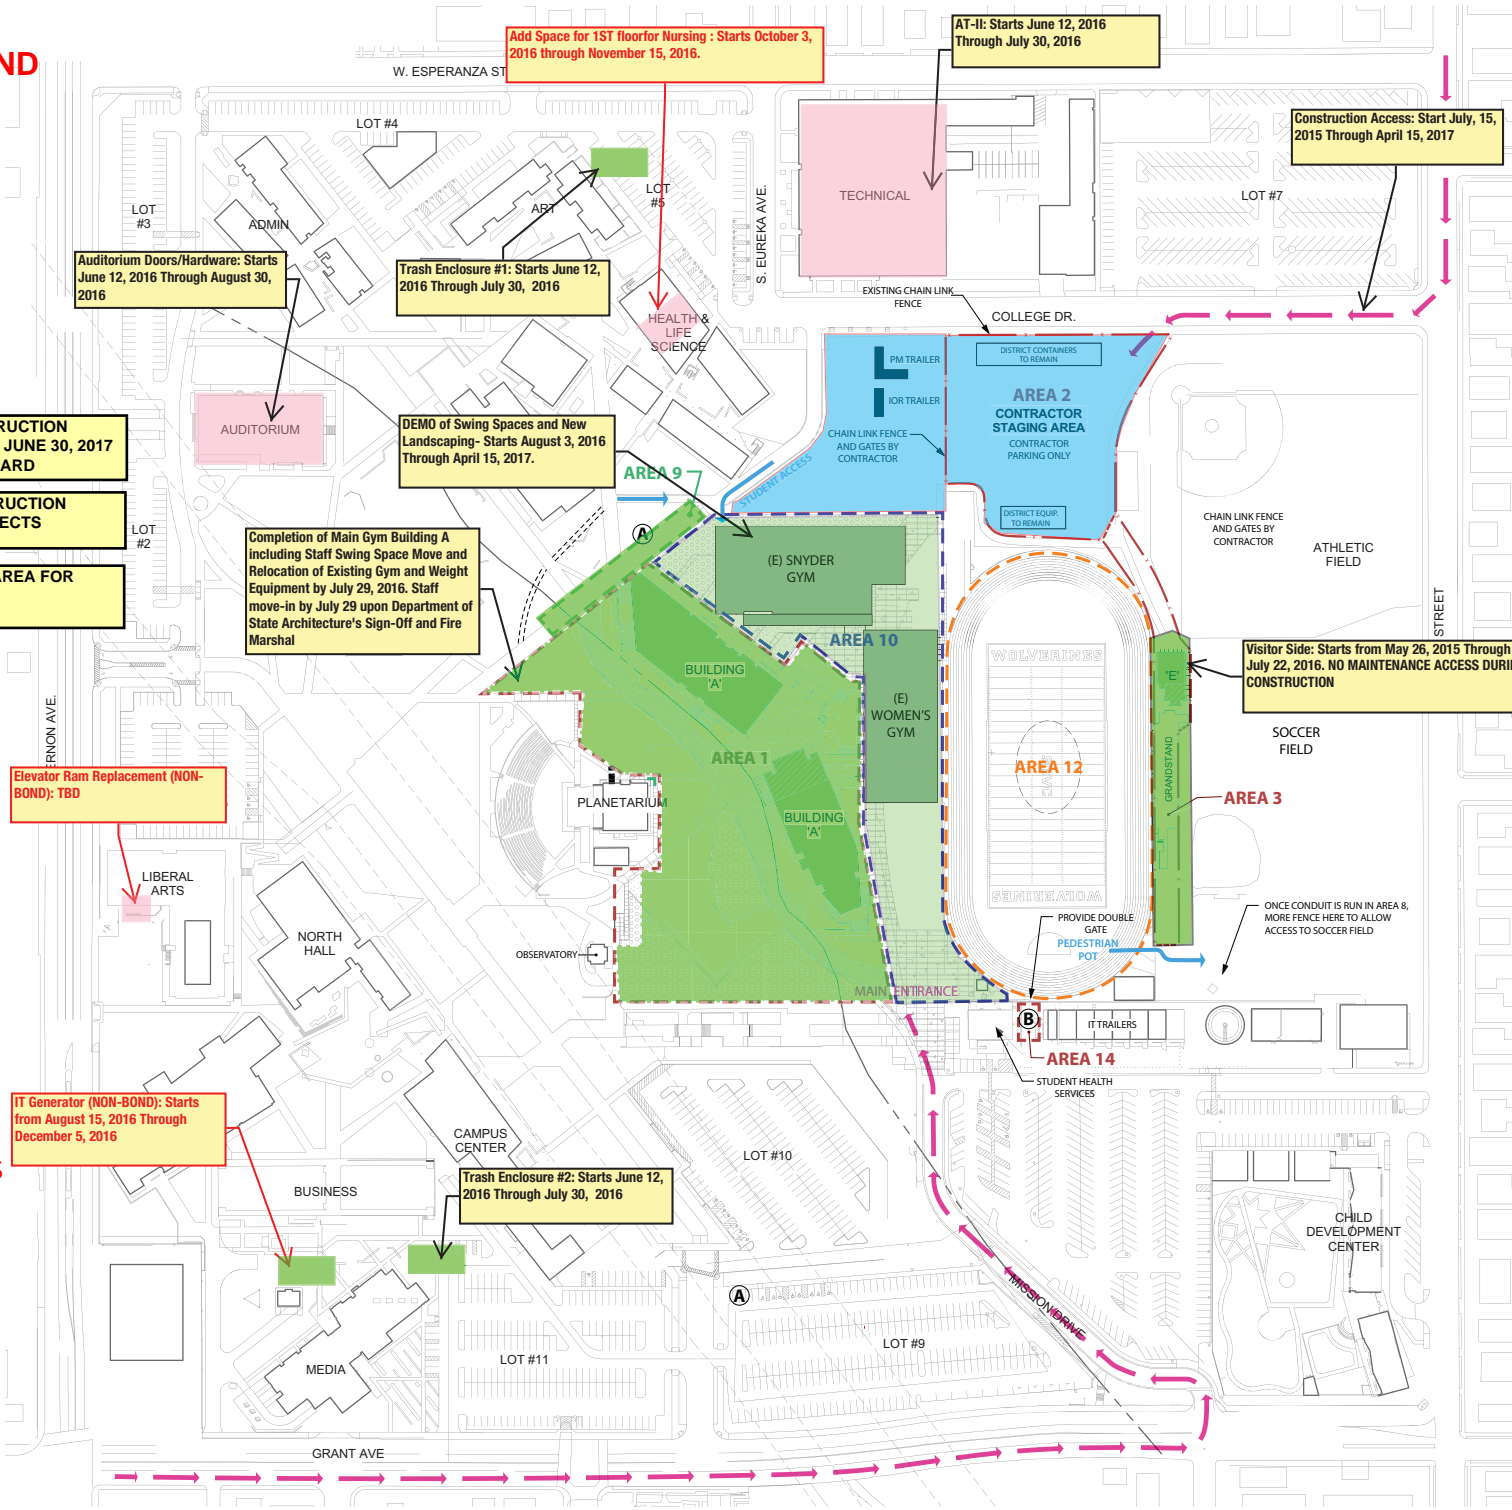 ND
W. ESPERANZA ST
Add Space for 1ST floorfor Nursing : Starts October 3,
2016 through November 15, 2016.
AT-II: Starts June 12, 2016
Through July 30, 2016
Construction Access: Start July, 15,
2015 Through April 15, 2017
LOT #4
LOT
#3
ADMIN
ART
LOT
#5
S. EUREKA AVE.
TECHNICAL
LOT #7
Auditorium Doors/Hardware: Starts
June 12, 2016 Through August 30,
2016
Trash Enclosure #1: Starts June 12,
2016 Through July 30, 2016
EXISTING CHAIN LINK
FENCE
COLLEGE DR.
HEALTH &
LIFE
SCIENCE
PM TRAILER
IOR TRAILER
DISTRICT CONTAINERS
TO REMAIN
AREA 2
CONTRACTOR
STAGING AREA
CONTRACTOR
PARKING ONLY
CHAIN LINK FENCE
AND GATES BY
CONTRACTOR
STUDENT ACCESS
DISTRICT EQUIP.
TO REMAIN
AUDITORIUM
RUCTION
JUNE 30, 2017
ARD
RUCTION
ECTS
LOT
#2
AREA FOR
DEMO of Swing Spaces and New
Landscaping- Starts August 3, 2016
Through April 15, 2017.
AREA 9
A
CHAIN LINK FENCE
AND GATES BY
CONTRACTOR
ATHLETIC
FIELD
Completion of Main Gym Building A
including Staff Swing Space Move and
Relocation of Existing Gym and Weight
Equipment by July 29, 2016. Staff
move-in by July 29 upon Department of
State Architecture's Sign-Off and Fire
Marshal
(E) SNYDER
GYM
AREA 10
STREET
WOLVERINES
Visitor Side: Starts from May 26, 2015 Through
July 22, 2016. NO MAINTENANCE ACCESS DURI
CONSTRUCTION
BUILDING
'A'
(E)
WOMEN'S
GYM
'E'
ERNON AVE.
SOCCER
FIELD
AREA 1
AREA 12
GRANDSTAND
AREA 3
Elevator Ram Replacement (NON-
BOND): TBD
PLANETARIUM
BUILDING
'A'
LIBERAL
ARTS
WOLVERINES
NORTH
HALL
OBSERVATORY
PROVIDE DOUBLE
GATE
PEDESTRIAN
POT
ONCE CONDUIT IS RUN IN AREA 8,
MORE FENCE HERE TO ALLOW
ACCESS TO SOCCER FIELD
MAIN ENTRANCE
B
IT TRAILERS
AREA 14
STUDENT HEALTH
SERVICES
IT Generator (NON-BOND): Starts
from August 15, 2016 Through
December 5, 2016
S
CAMPUS
CENTER
LOT #10
Trash Enclosure #2: Starts June 12,
2016 Through July 30, 2016
BUSINESS
CHILD
DEVELOPMENT
CENTER
A
MISSION DRIVE
LOT #9
LOT #11
MEDIA
GRANT AVE